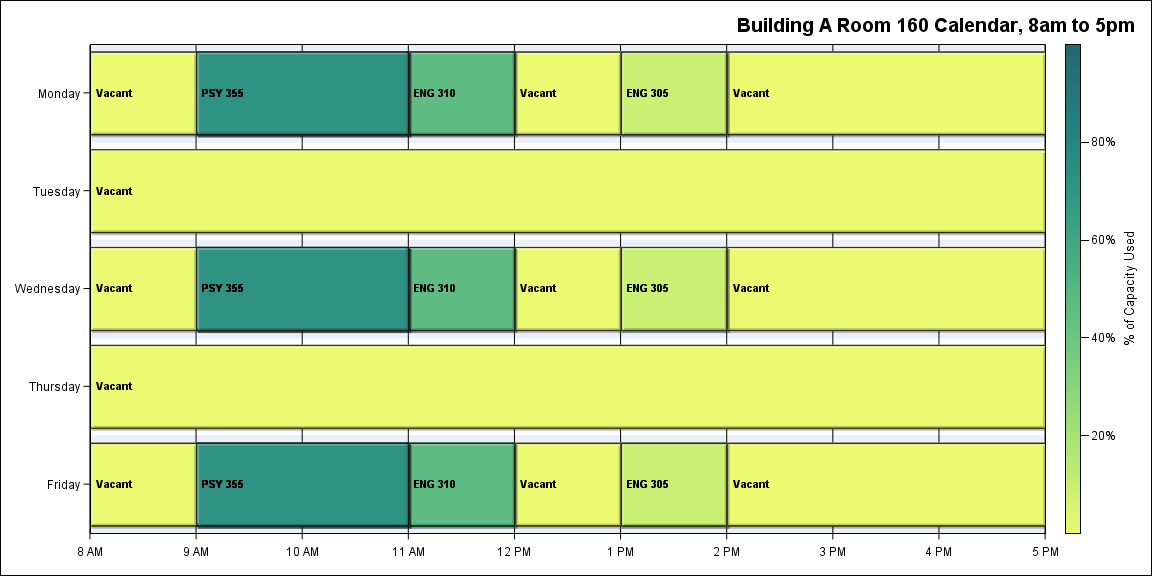 Building A Room 160 Calendar, 8am to 5pm
Monday
Vacant
PSY 355
ENG 310
Vacant
ENG 305
Vacant
Tuesday
Vacant
Wednesday
Vacant
PSY 355
ENG 310
Vacant
ENG 305
Vacant
Thursday
Vacant
Friday
Vacant
PSY 355
ENG 310
Vacant
ENG 305
Vacant
8 AM
9 AM
10 AM
11 AM
12 PM
1 PM
2 PM
3 PM
4 PM
5 PM
80%
60%
40%
20%
% of Capacity Used